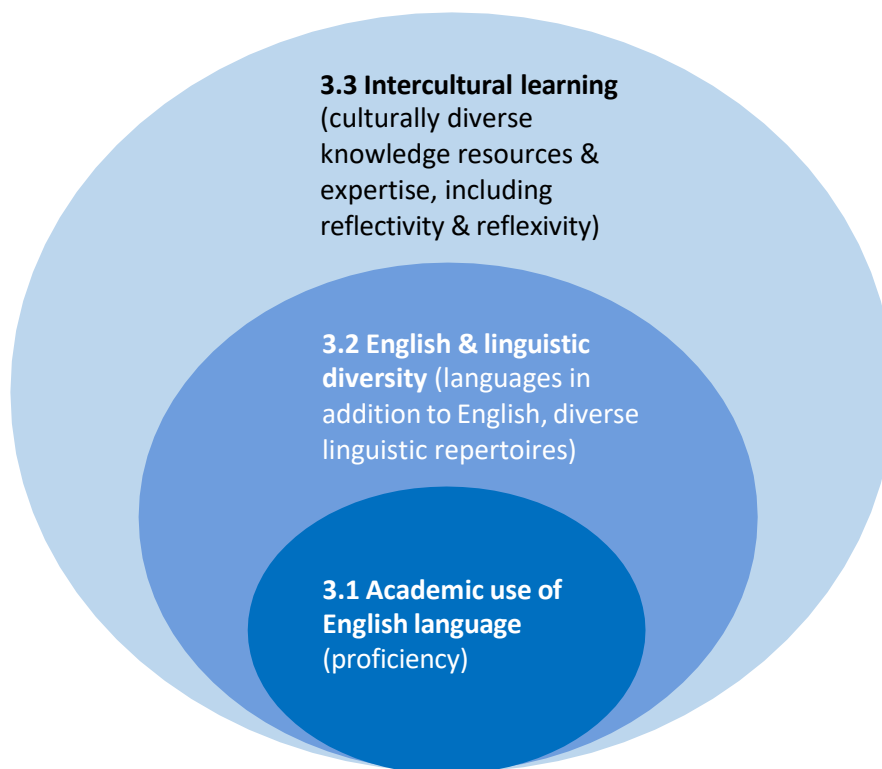 3.3 Intercultural learning
(culturally diverse
knowledge resources &
expertise, including
reflectivity & reflexivity)
3.2 English & linguistic
diversity (languages in
addition to English, diverse
linguistic repertoires)
3.1 Academic use of
English language
(proficiency)